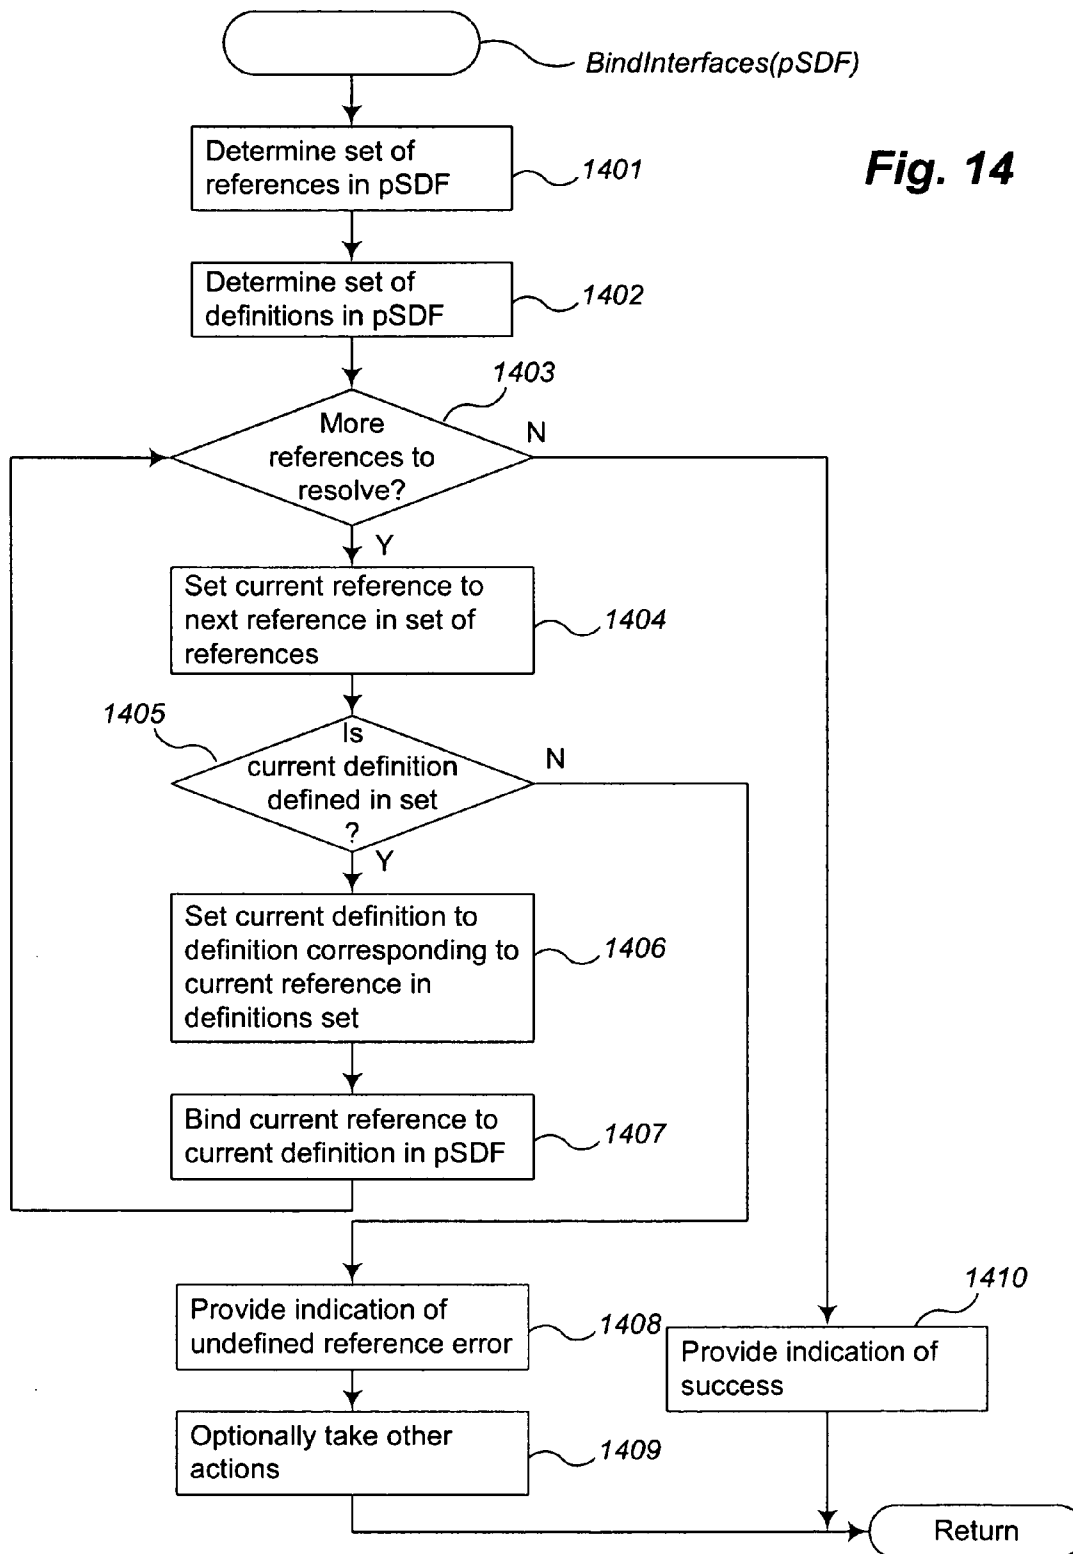 BindInterfaces(pSDF)
Fig. 14
Determine set of
references in pSDF
1401
Determine set of
definitions in pSDF
1402
1403
More
references to
resolve?
N
Y
Set current reference to
next reference in set of
references
1404
1405
Is
current definition
defined in set
?
N
Y
Set current definition to
definition corresponding to
current reference in
definitions set
1406
Bind current reference to
current definition in pSDF
1407
Provide indication of
undefined reference error
1408
1410
Provide indication of
success
Optionally take other
actions
1409
Return